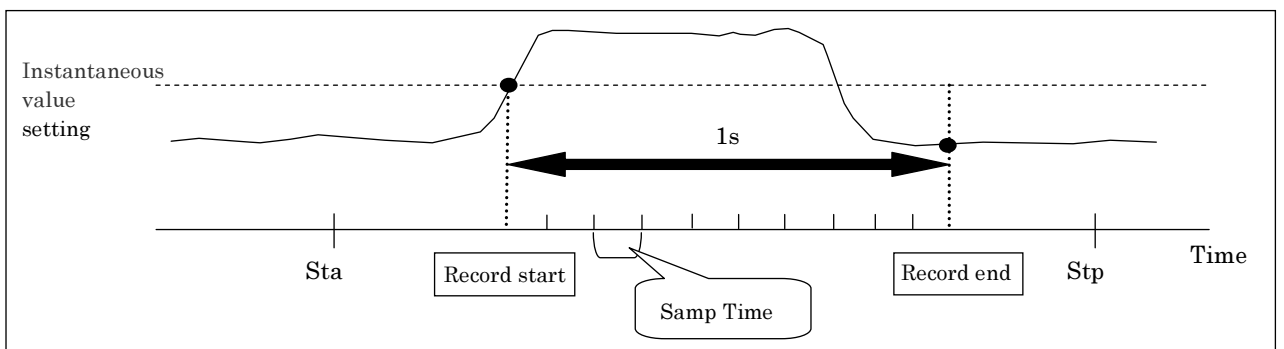 Instantaneous
value
setting
1s
Sta
Record start
Samp Time
Record end
Stp
Time